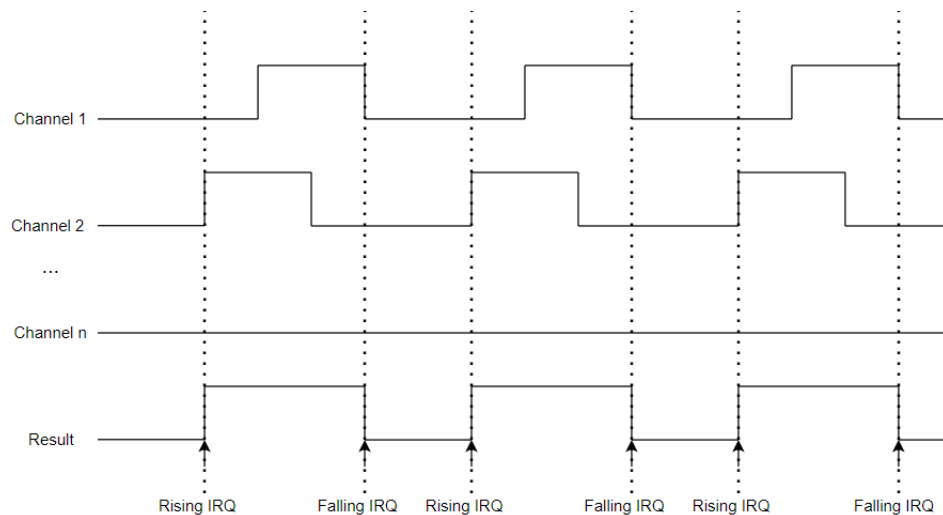 Channel 1
Channel 2
...
Channel n
Result
Rising IRQ
Falling IRQ
Rising IRQ
Falling IRQ
Rising IRQ
Falling IRQ